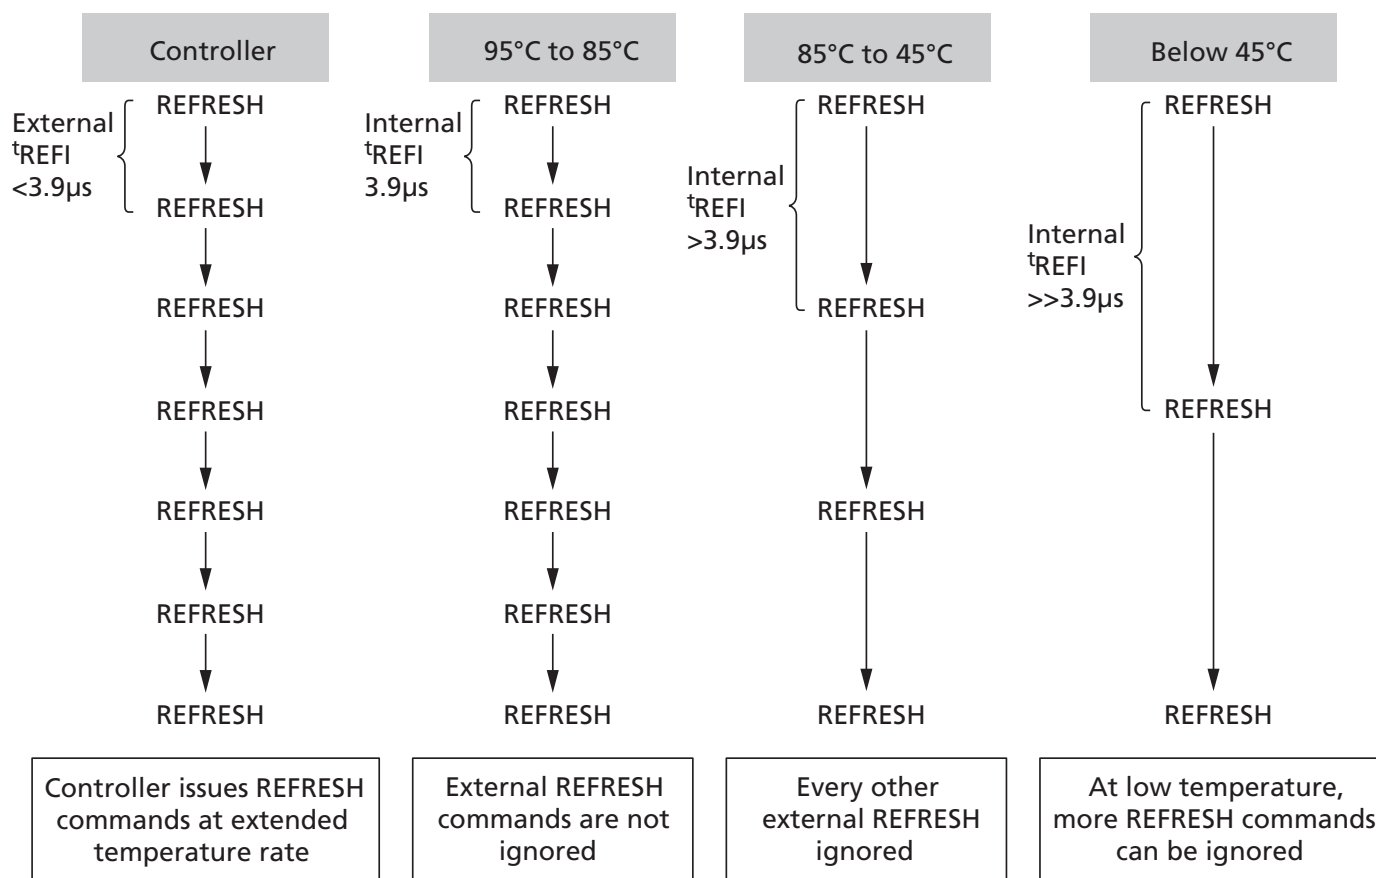 Controller
95°C to 85°C
85°C to 45°C
Below 45°C
External
tREFI
<3.9µs
REFRESH
REFRESH
REFRESH
REFRESH
REFRESH
REFRESH
REFRESH
Controller issues REFRESH
commands at extended
temperature rate
Internal
tREFI
3.9µs
REFRESH
REFRESH
REFRESH
REFRESH
REFRESH
REFRESH
REFRESH
External REFRESH
commands are not
ignored
Internal
tREFI
>3.9µs
REFRESH
REFRESH
REFRESH
REFRESH
Every other
external REFRESH
ignored
Internal
tREFI
>>3.9µs
REFRESH
REFRESH
REFRESH
At low temperature,
more REFRESH commands
can be ignored